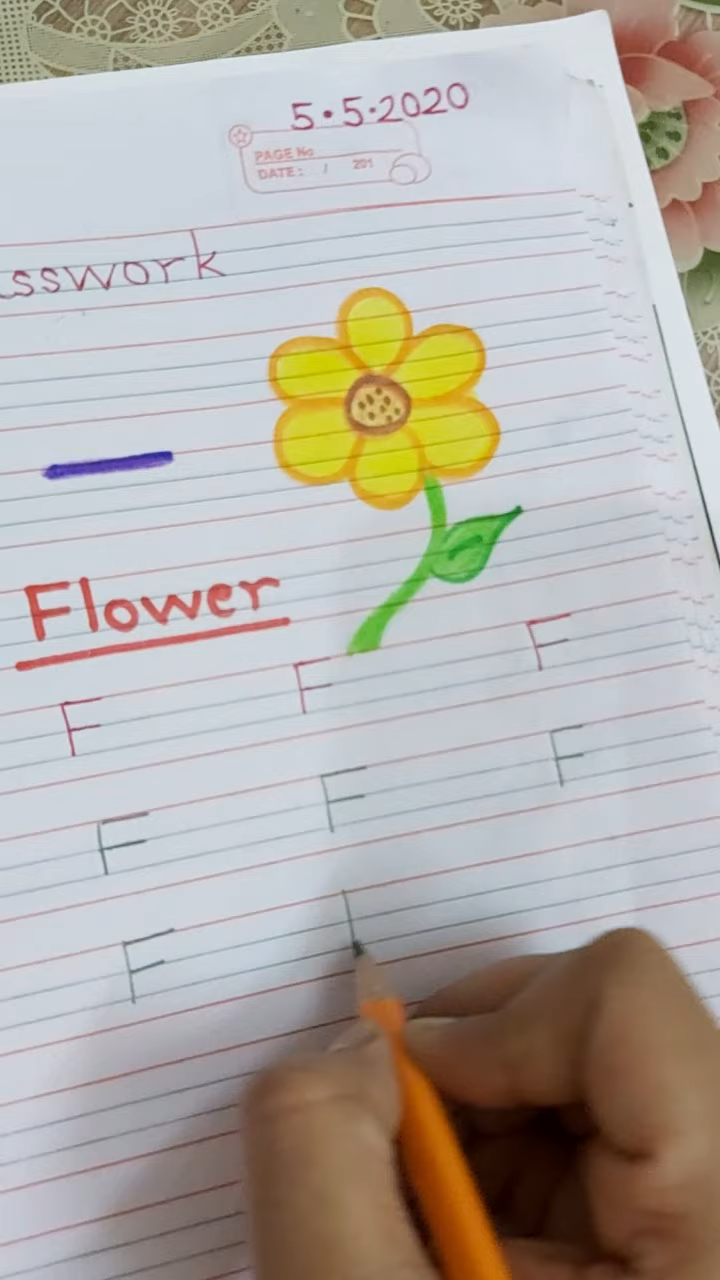 5.5.2020
PAGE No
DATE: / 201
sswork
—
Flower
F F F
F F F
F